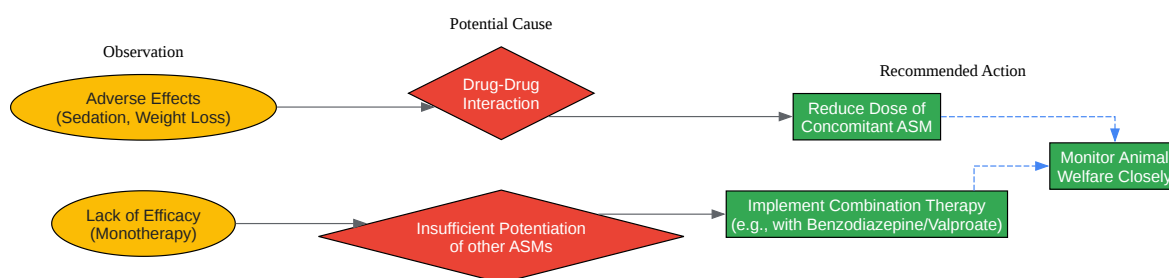 Potential Cause
Observation
Recommended Action
Adverse Effects
(Sedation, Weight Loss)
Drug-Drug
Interaction
Reduce Dose of
Concomitant ASM
Monitor Animal
Welfare Closely
Lack of Efficacy
(Monotherapy)
Insufficient Potentiation
of other ASMs
Implement Combination Therapy
(e.g., with Benzodiazepine/Valproate)